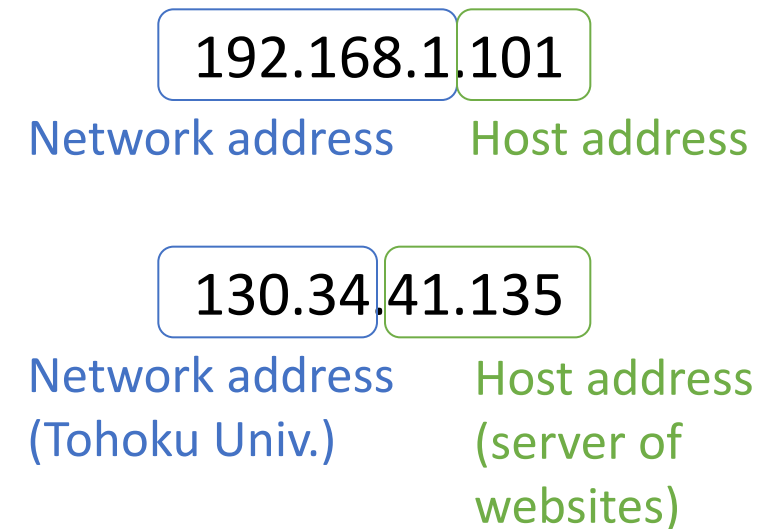 192.168.1.101
Network address Host address
130.34.41.135
Network address Host address
(Tohoku Univ.) (server of
websites)